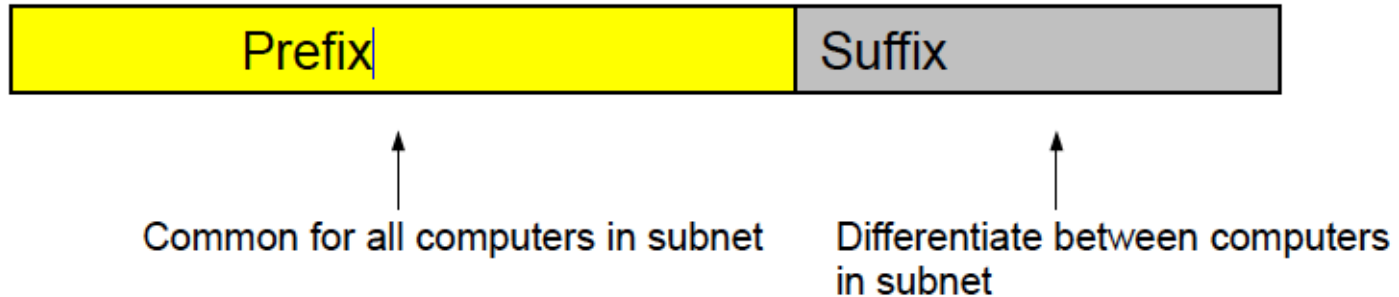 Prefix
Suffix
Common for all computers in subnet
Differentiate between computers
in subnet